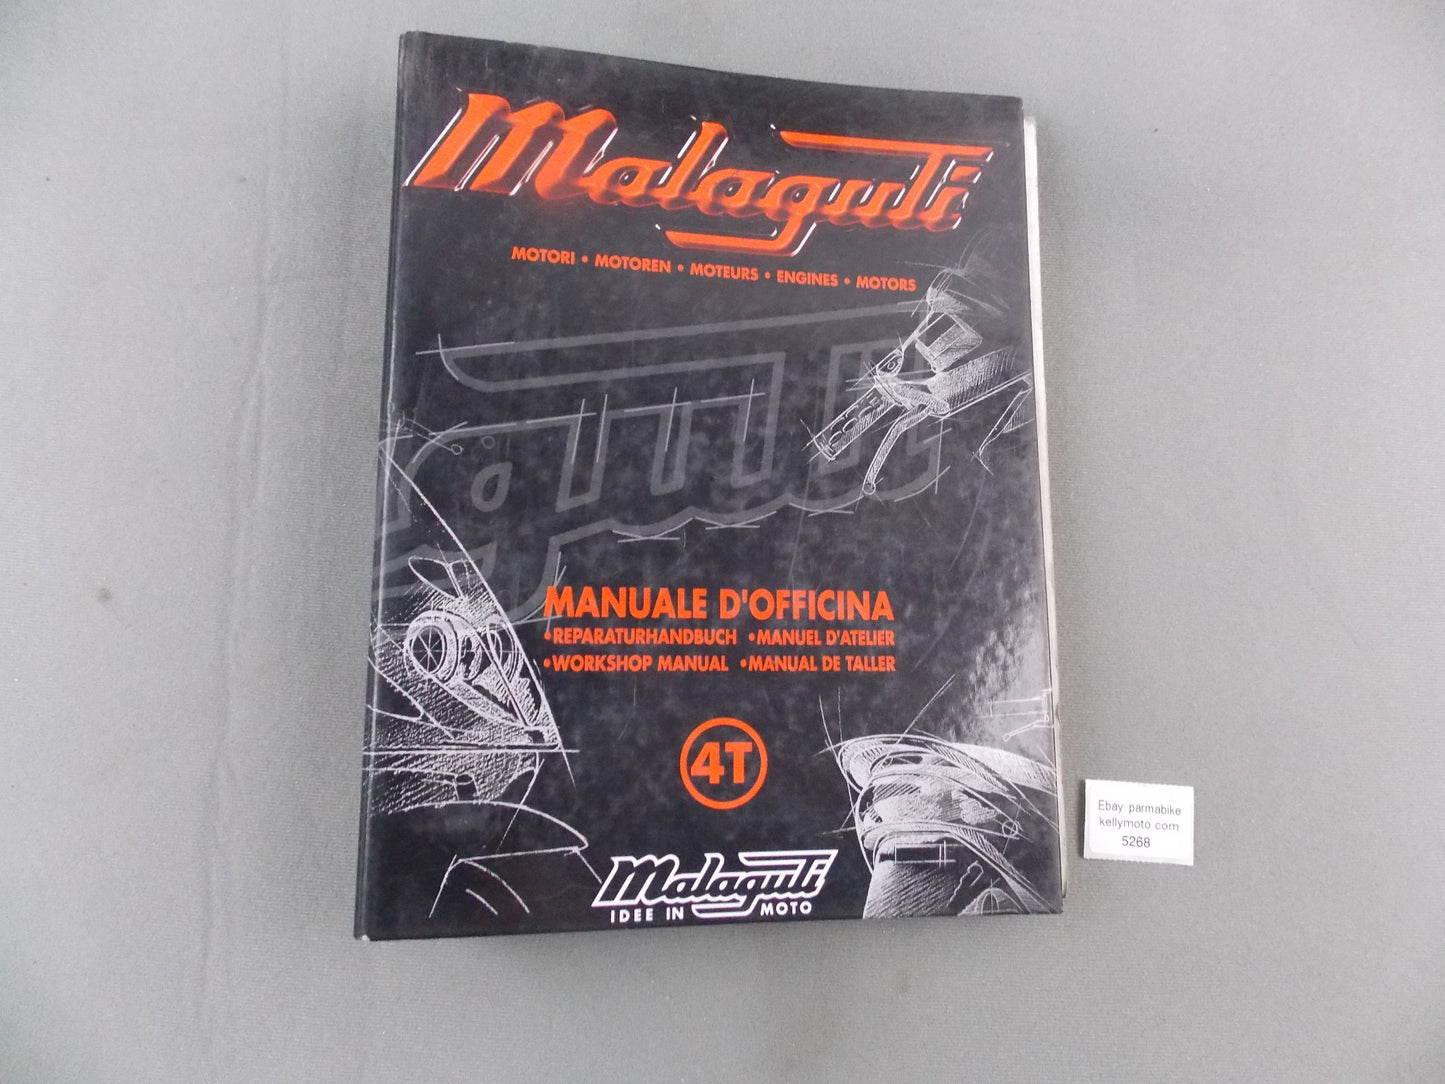 Malaguti
MOTORI • MOTOREN • MOTEURS • ENGINES • MOTORS
MANUALE D'OFFICINA
•REPARATURHANDBUCH •MANUEL D'ATELIER
•WORKSHOP MANUAL •MANUAL DE TALLER
4T
Malaguti
IDEE IN MOTO
Ebay parmabike
kellymoto.com
5268